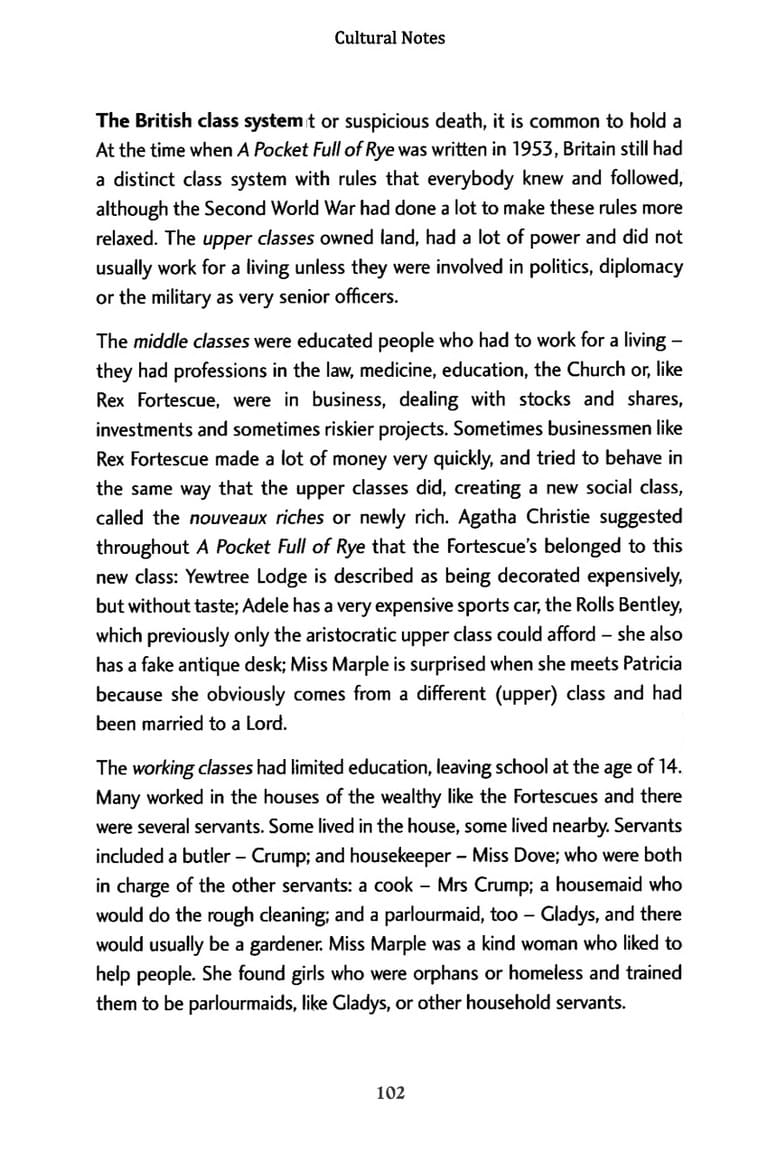 Cultural Notes
The British class system t or suspicious death, it is common to hold a
At the time when A Pocket Full of Rye was written in 1953, Britain still had
a distinct class system with rules that everybody knew and followed,
although the Second World War had done a lot to make these rules more
relaxed. The upper classes owned land, had a lot of power and did not
usually work for a living unless they were involved in politics, diplomacy
or the military as very senior officers.
The middle classes were educated people who had to work for a living –
they had professions in the law, medicine, education, the Church or, like
Rex Fortescue, were in business, dealing with stocks and shares,
investments and sometimes riskier projects. Sometimes businessmen like
Rex Fortescue made a lot of money very quickly, and tried to behave in
the same way that the upper classes did, creating a new social class,
called the nouveaux riches or newly rich. Agatha Christie suggested
throughout A Pocket Full of Rye that the Fortescue's belonged to this
new class: Yewtree Lodge is described as being decorated expensively,
but without taste; Adele has a very expensive sports car, the Rolls Bentley,
which previously only the aristocratic upper class could afford – she also
has a fake antique desk; Miss Marple is surprised when she meets Patricia
because she obviously comes from a different (upper) class and had
been married to a Lord.
The working classes had limited education, leaving school at the age of 14.
Many worked in the houses of the wealthy like the Fortescues and there
were several servants. Some lived in the house, some lived nearby. Servants
included a butler – Crump; and housekeeper – Miss Dove; who were both
in charge of the other servants: a cook – Mrs Crump; a housemaid who
would do the rough cleaning; and a parlourmaid, too – Gladys, and there
would usually be a gardener. Miss Marple was a kind woman who liked to
help people. She found girls who were orphans or homeless and trained
them to be parlourmaids, like Gladys, or other household servants.
102